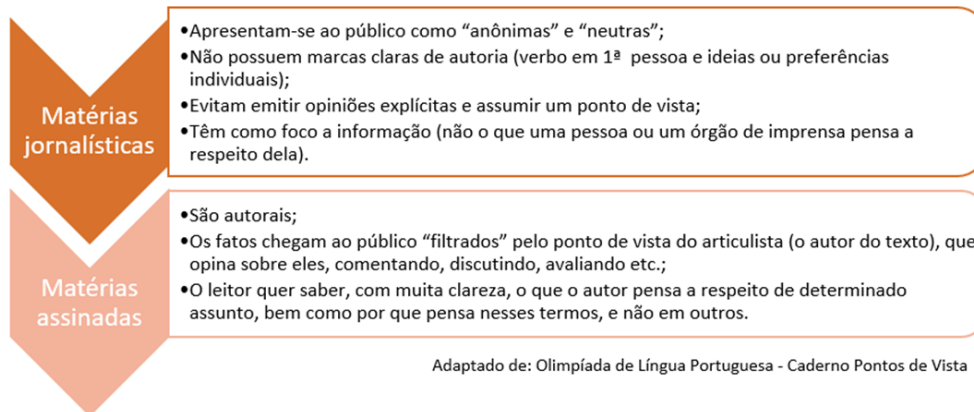 Matérias
jornalísticas
•Apresentam-se ao público como “anônimas” e “neutras”;
•Não possuem marcas claras de autoria (verbo em 1ª pessoa e ideias ou preferências
individuais);
•Evitam emitir opiniões explícitas e assumir um ponto de vista;
•Têm como foco a informação (não o que uma pessoa ou um órgão de imprensa pensa a
respeito dela).
Matérias
assinadas
•São autorais;
•Os fatos chegam ao público “filtrados” pelo ponto de vista do articulista (o autor do texto), que
opina sobre eles, comentando, discutindo, avaliando etc.;
•O leitor quer saber, com muita clareza, o que o autor pensa a respeito de determinado
assunto, bem como por que pensa nesses termos, e não em outros.
Adaptado de: Olimpíada de Língua Portuguesa - Caderno Pontos de Vista